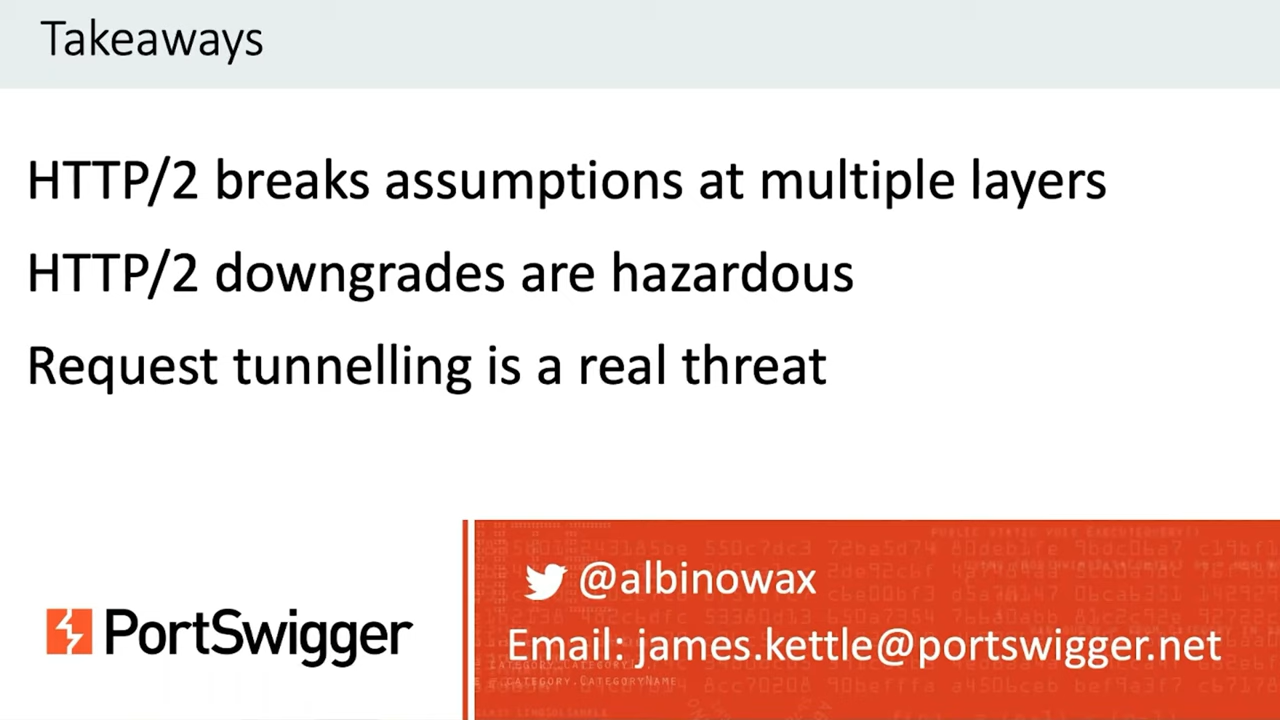 Takeaways
HTTP/2 breaks assumptions at multiple layers
HTTP/2 downgrades are hazardous
Request tunnelling is a real threat
PortSwigger
@albinowax
Email: james.kettle@portswigger.net